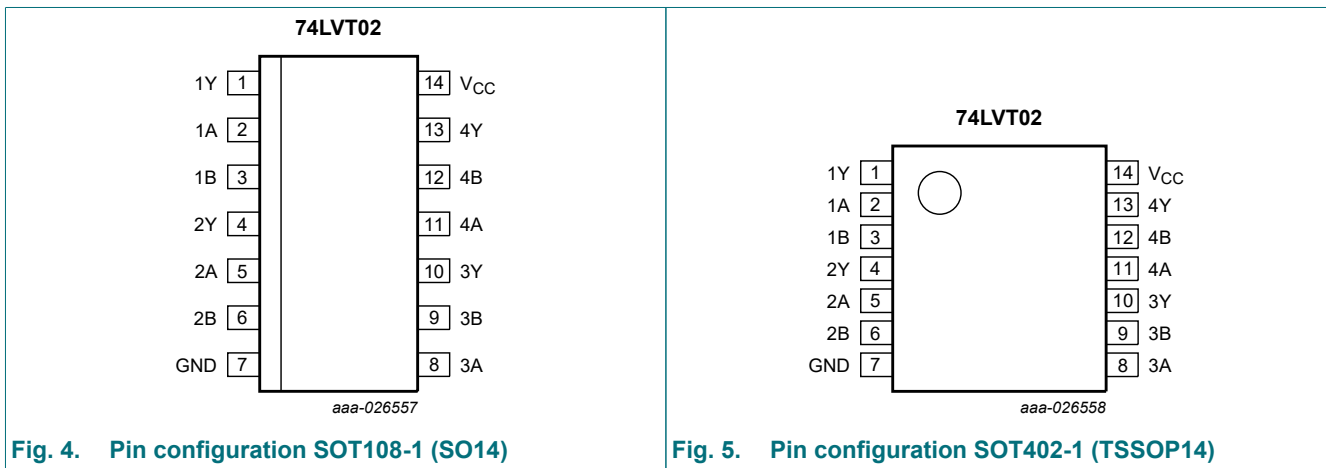 74LVT02
1Y 1 14 VCC
1A 2 13 4Y
1B 3 12 4B
2Y 4 11 4A
2A 5 10 3Y
2B 6 9 3B
GND 7 8 3A
aaa-026557
Fig. 4. Pin configuration SOT108-1 (SO14)
74LVT02
1Y 1 14 VCC
1A 2 13 4Y
1B 3 12 4B
2Y 4 11 4A
2A 5 10 3Y
2B 6 9 3B
GND 7 8 3A
aaa-026558
Fig. 5. Pin configuration SOT402-1 (TSSOP14)